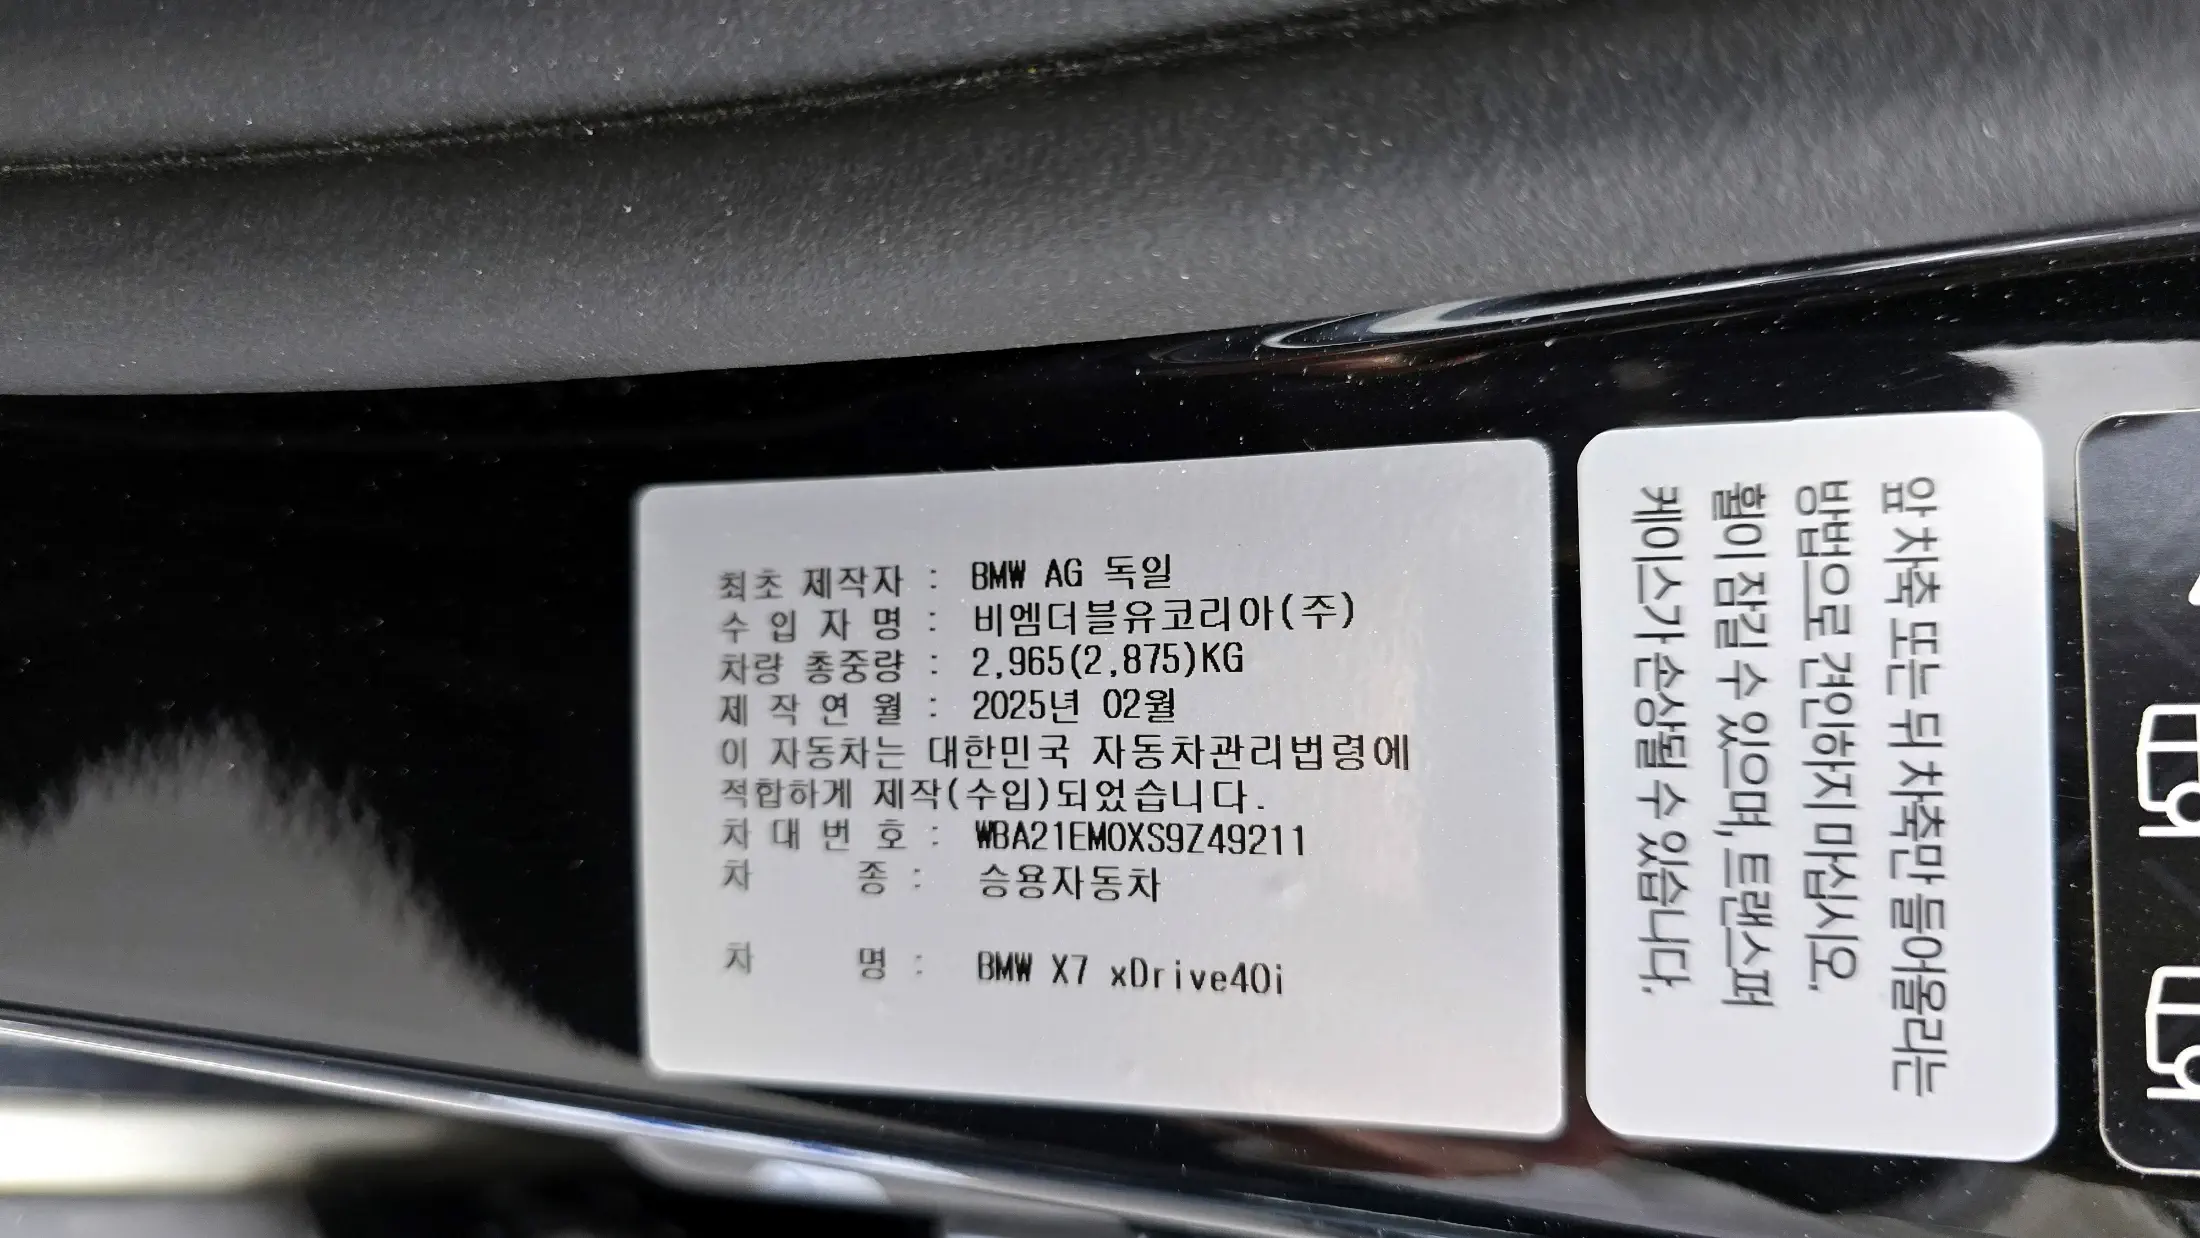 최초 제작자 : BMW AG 독일
수 입 자 명 : 비엠더블유코리아(주)
차량 총중량 : 2,965(2,875)KG
제 작 연 월 : 2025년 02월
이 자동차는 대한민국 자동차관리법령에
적합하게 제작(수입)되었습니다.
차 대 번 호 : WBA21EM0XS9Z49211
차 종 : 승용자동차
차 명 : BMW X7 xDrive40i
앞 차축 또는 뒤 차축만 들어올리는
방법으로 견인하지 마십시오.
휠이 잠길 수 있으며, 트랜스퍼
케이스가 손상될 수 있습니다.